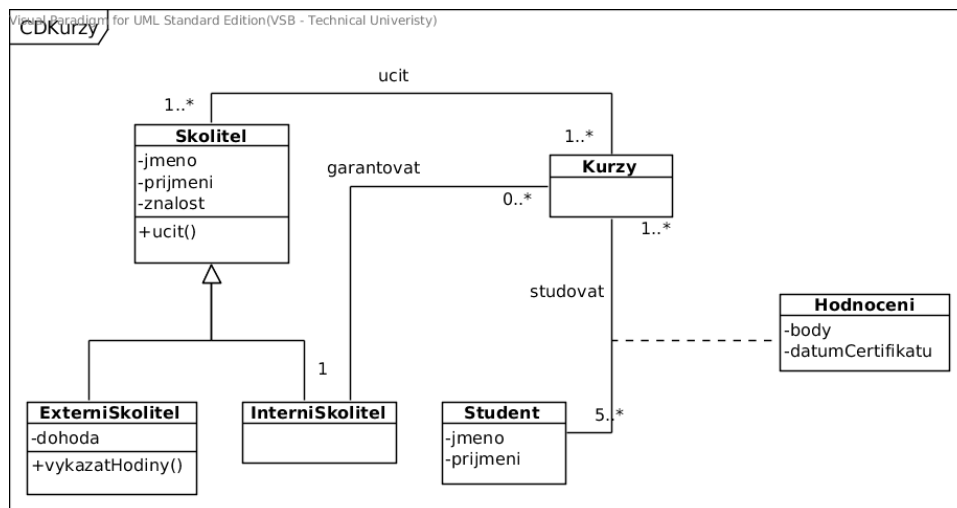 Visual Paradigm for UML Standard Edition(VSB - Technical Univeristy)
CDKurzy
ucit
1..*
1..*
Skolitel
-jmeno
-prijmeni
-znalost
+ucit()
garantovat
Kurzy
0..*
1..*
studovat
Hodnoceni
-body
-datumCertifikatu
1
ExterniSkolitel
-dohoda
+vykazatHodiny()
InterniSkolitel
Student
-jmeno
-prijmeni
5..*